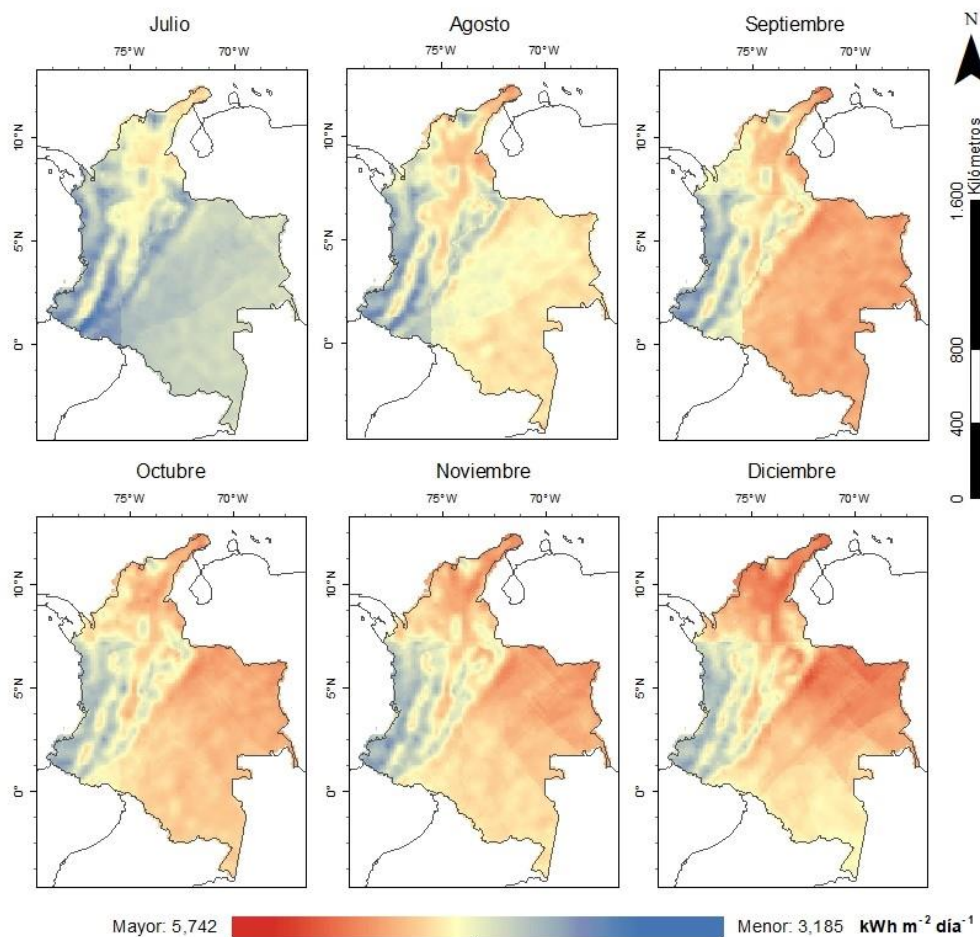 Julio
Agosto
Septiembre
N
75°W 70°W
75°W 70°W
75°W 70°W
10°N
5°N
0°
10°N
5°N
0°
10°N
5°N
0°
Kilómetros
1.600
800
400
0
Octubre
Noviembre
Diciembre
75°W 70°W
75°W 70°W
75°W 70°W
10°N
5°N
0°
10°N
5°N
0°
10°N
5°N
0°
Mayor: 5,742 Menor: 3,185 kWh m⁻² día⁻¹